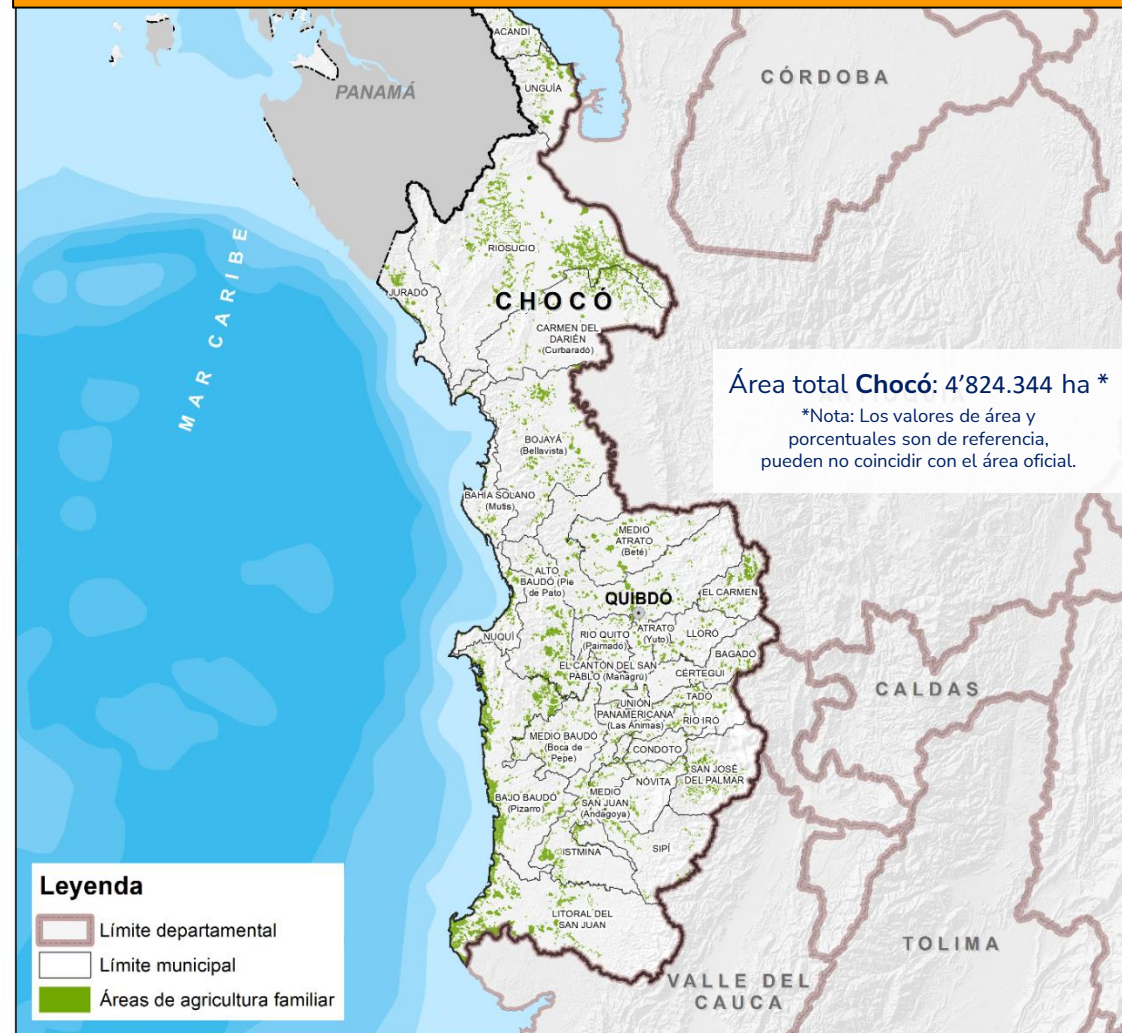 ACANDÍ
CÓRDOBA
PANAMÁ
UNGUÍA
MAR CARIBE
RIOSUCIO
JURADÓ
CHOCÓ
CARMEN DEL
DARIÉN
(Curbaradó)
Área total Chocó: 4’824.344 ha *
*Nota: Los valores de área y
porcentuales son de referencia,
pueden no coincidir con el área oficial.
BOJAYÁ
(Bellavista)
BAHÍA SOLANO
(Mutis)
MEDIO
ATRATO
(Beté)
ALTO
BAUDÓ (Pie
de Pato)
QUIBDÓ
EL CARMEN
NUQUÍ
RIO QUITO
(Paimadó)
ATRATO
(Yuto)
LLORÓ
BAGADÓ
EL CANTÓN DEL SAN
PABLO (Managrú)
CÉRTEGUI
CALDAS
TADÓ
UNIÓN
PANAMERICANA
(Las Ánimas)
RIO IRÓ
MEDIO BAUDÓ
(Boca de
Pepe)
CONDOTO
SAN JOSÉ
DEL PALMAR
NÓVITA
BAJO BAUDÓ
(Pizarro)
MEDIO
SAN JUAN
(Andagoya)
ISTMINA
SIPÍ
LITORAL DEL
SAN JUAN
TOLIMA
VALLE DEL
CAUCA
Leyenda
Límite departamental
Límite municipal
Áreas de agricultura familiar